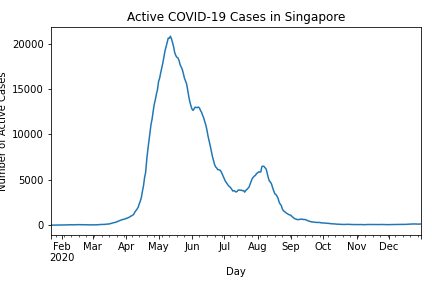 Active COVID-19 Cases in Singapore
Number of Active Cases
20000
15000
10000
5000
0
Feb Mar Apr May Jun Jul Aug Sep Oct Nov Dec
2020
Day